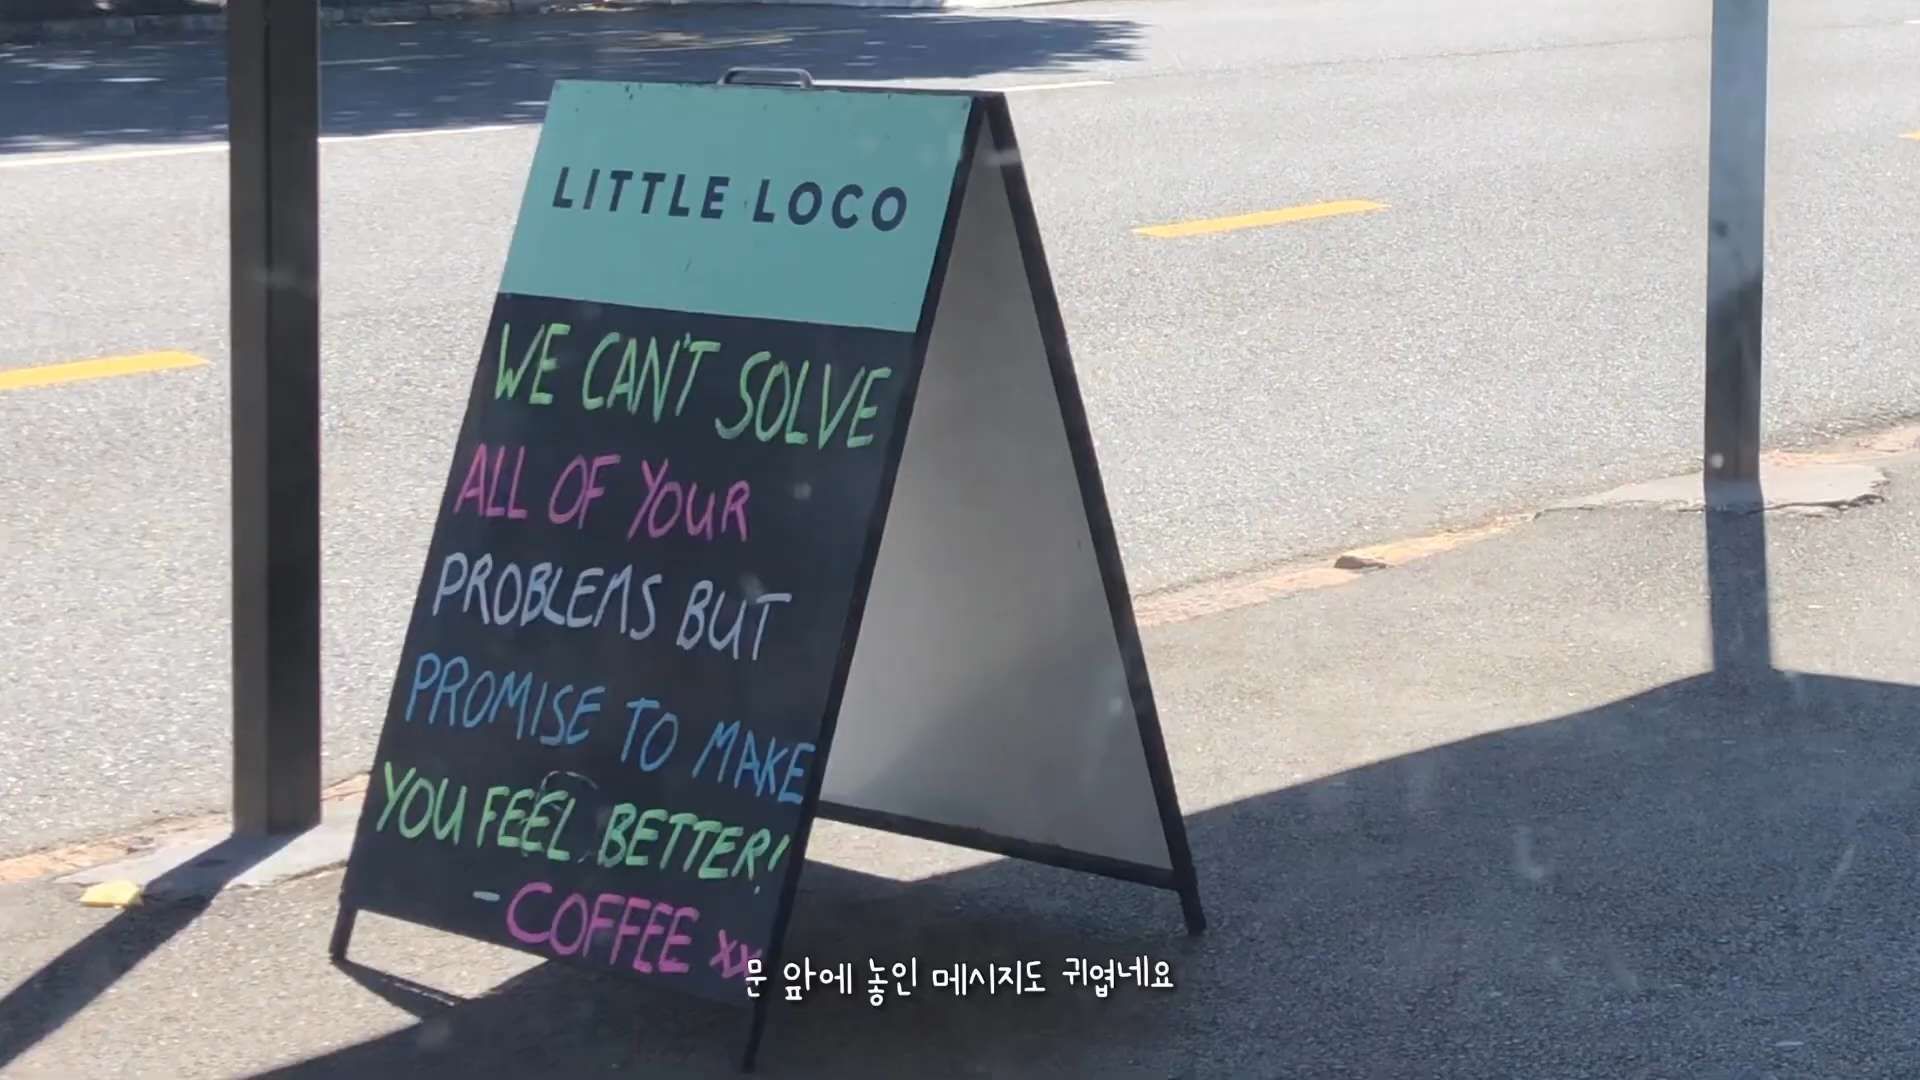 LITTLE LOCO
WE CAN'T SOLVE
ALL OF YOUR
PROBLEMS BUT
PROMISE TO MAKE
YOU FEEL BETTER!
- COFFEE xx
문 앞에 놓인 메시지도 귀엽네요